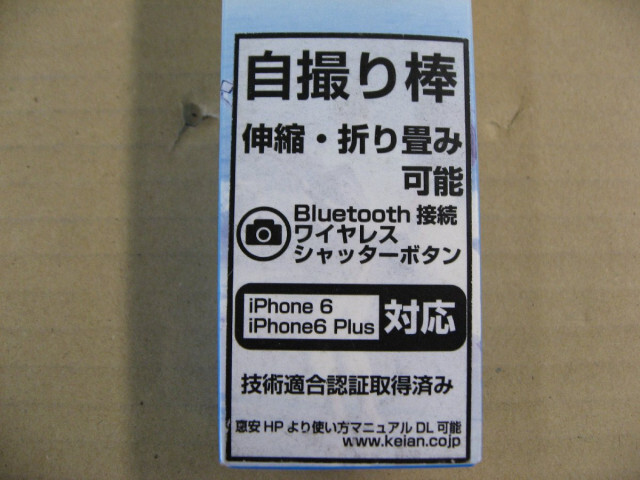 自撮り棒
伸縮・折り畳み
可能
Bluetooth 接続
ワイヤレス
シャッターボタン
iPhone 6
iPhone6 Plus
対応
技術適合認証取得済み
恵安 HP より使い方マニュアル DL 可能
www.keian.cojp